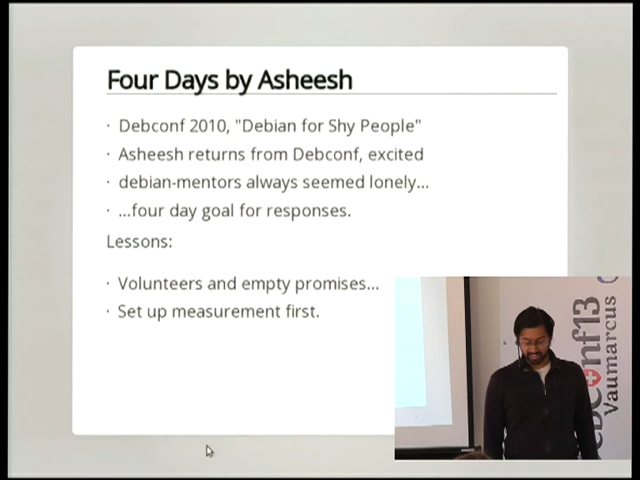 Four Days by Asheesh
· Debconf 2010, "Debian for Shy People"
· Asheesh returns from Debconf, excited
· debian-mentors always seemed lonely...
· ...four day goal for responses.
Lessons:
· Volunteers and empty promises...
· Set up measurement first.
DebConf13
Vaumarcus